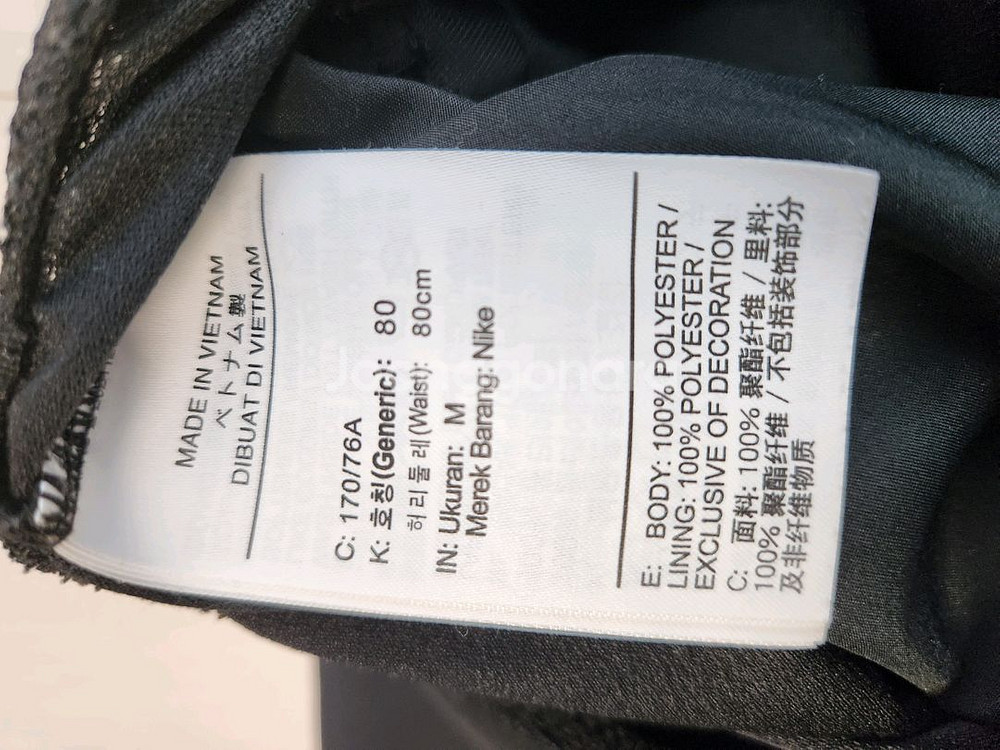 MADE IN VIETNAM
ベトナム製
DIBUAT DI VIETNAM
C: 170/76A
K: 호칭(Generic): 80
허리둘레(Waist): 80cm
IN: Ukuran: M
Merek Barang: Nike
E: BODY: 100% POLYESTER /
LINING: 100% POLYESTER /
EXCLUSIVE OF DECORATION
C: 面料: 100% 聚酯纤维 / 里料:
100% 聚酯纤维 / 不包括装饰部分
及非纤维物质